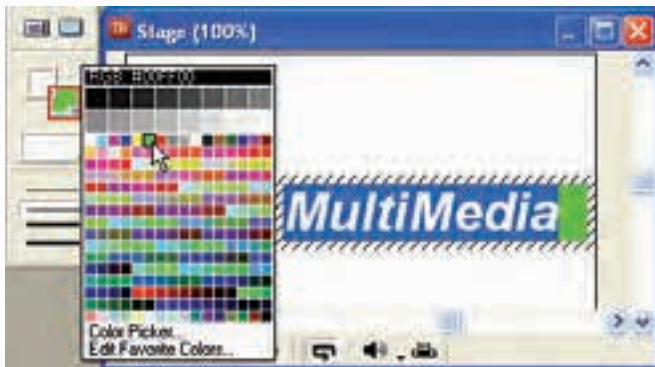 Stage (100%)
RGB #00FF00
MultiMedia
Color Picker...
Edit Favorite Colors...